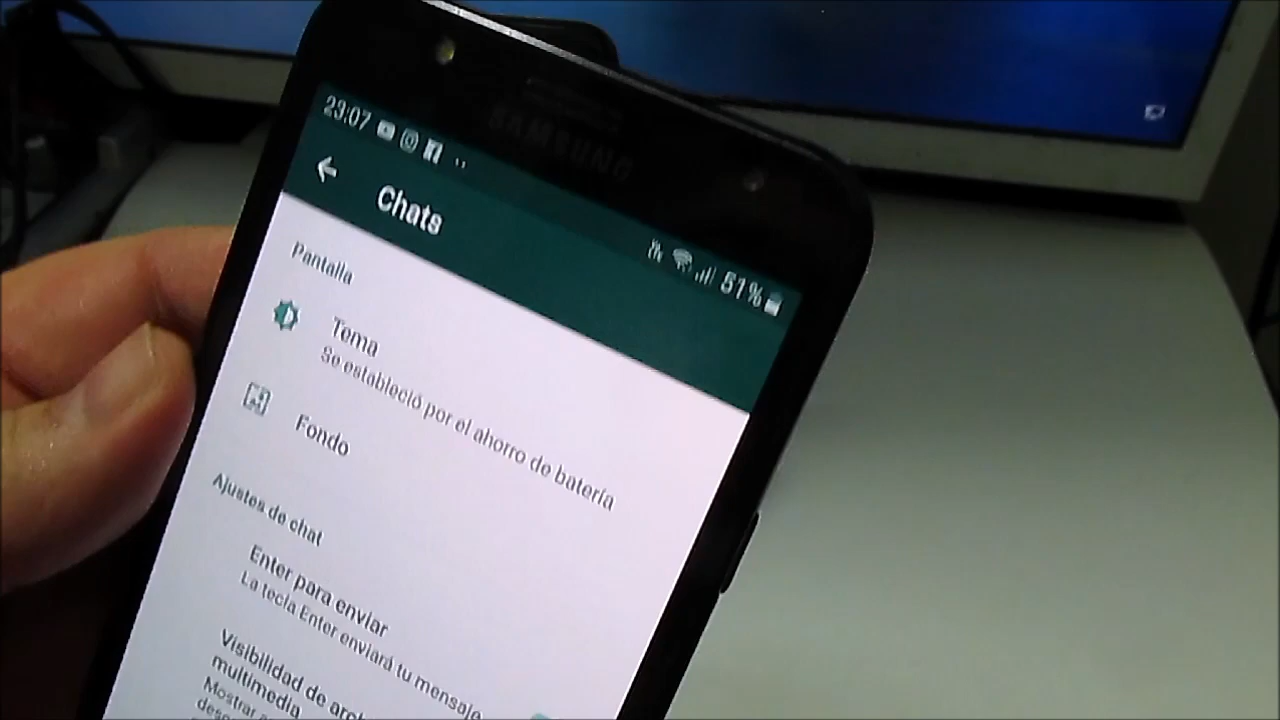 SAMSUNG
23:07
51%
Chats
Pantalla
Tema
Se estableció por el ahorro de batería
Fondo
Ajustes de chat
Enter para enviar
La tecla Enter enviará tu mensaje
Visibilidad de
multimedia
Mostrar